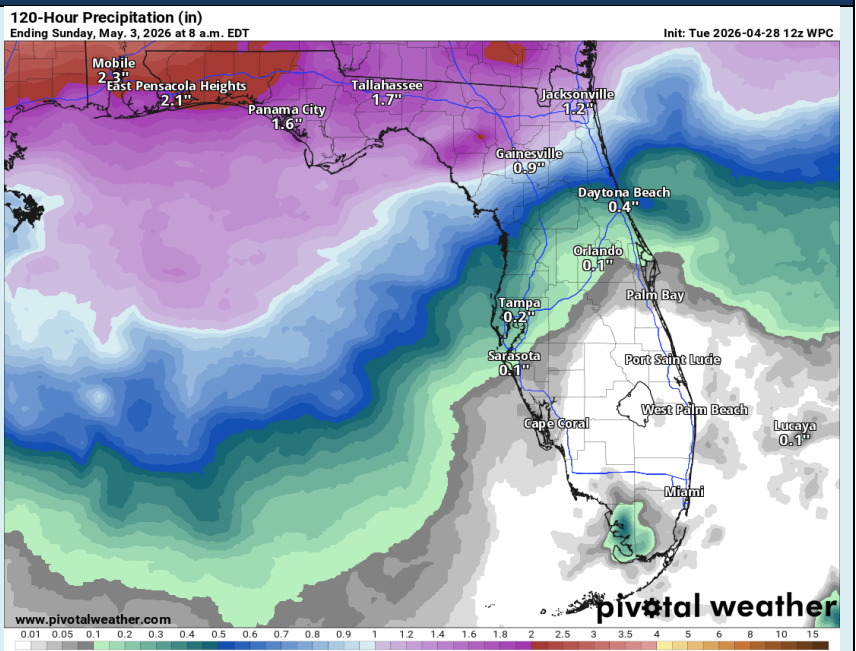 120-Hour Precipitation (in)
Ending Sunday, May. 3, 2026 at 8 a.m. EDT
Init: Tue 2026-04-28 12z WPC
Mobile
2.3"
East Pensacola Heights
2.1"
Tallahassee
1.7"
Panama City
1.6"
Jacksonville
1.2"
Gainesville
0.9"
Daytona Beach
0.4"
Orlando
0.1"
Palm Bay
Tampa
0.2"
Sarasota
0.1"
Port Saint Lucie
West Palm Beach
Cape Coral
Lucaya
0.1"
Miami
pivotal weather
www.pivotalweather.com
0.01 0.05 0.1 0.2 0.3 0.4 0.5 0.6 0.7 0.8 0.9 1 1.2 1.4 1.6 1.8 2 2.5 3 3.5 4 5 6 8 10 15